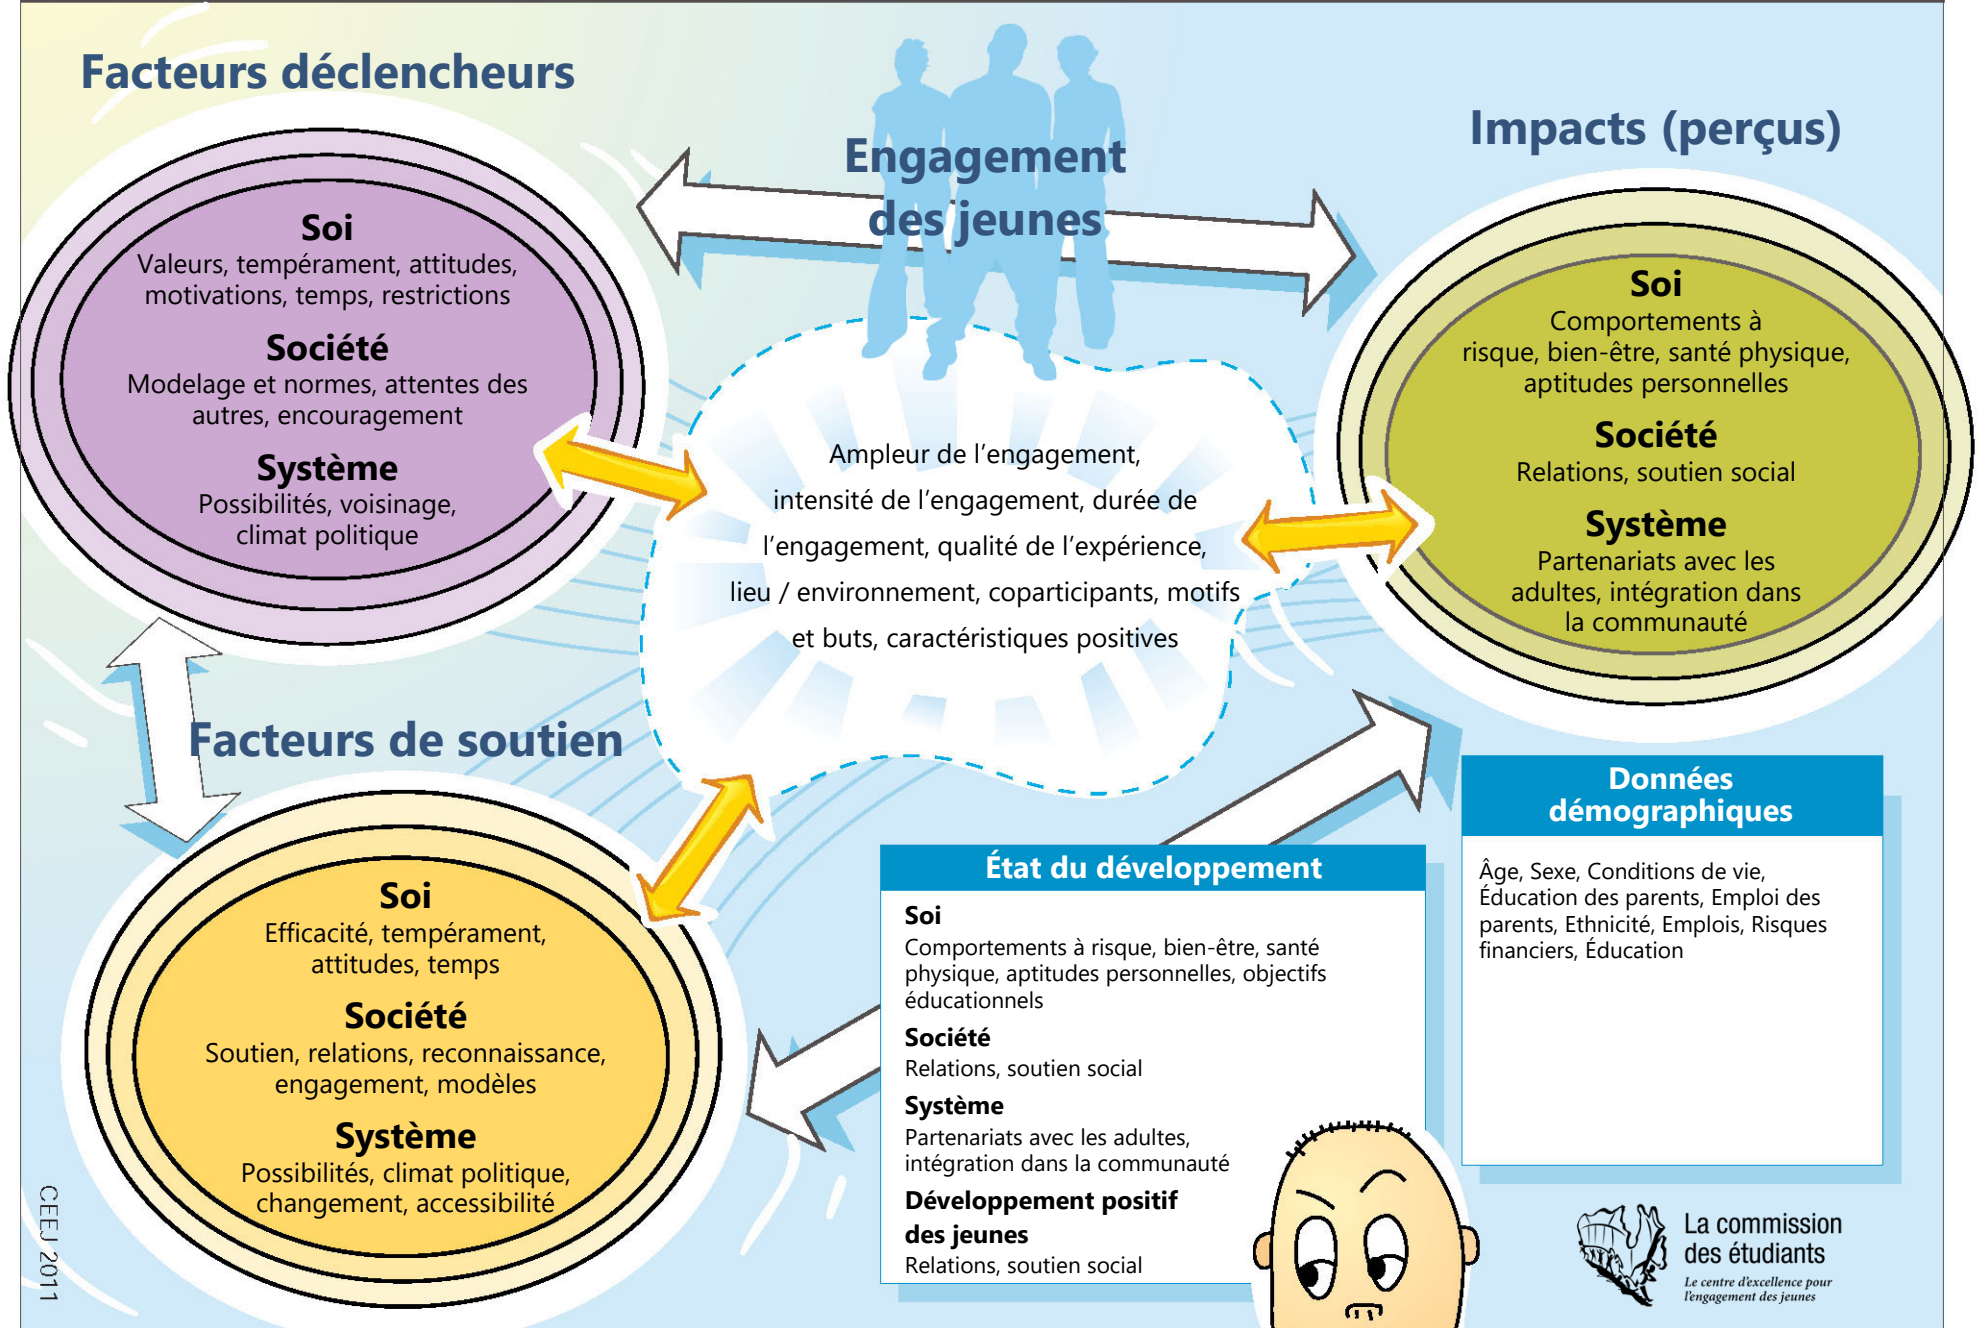 Facteurs déclencheurs
Soi
Valeurs, tempérament, attitudes,
motivations, temps, restrictions
Société
Modelage et normes, attentes des
autres, encouragement
Système
Possibilités, voisinage,
climat politique
Engagement
des jeunes
Ampleur de l’engagement,
intensité de l’engagement, durée de
l’engagement, qualité de l’expérience,
lieu / environnement, coparticipants, motifs
et buts, caractéristiques positives
Impacts (perçus)
Soi
Comportements à
risque, bien-être, santé physique,
aptitudes personnelles
Société
Relations, soutien social
Système
Partenariats avec les
adultes, intégration dans
la communauté
Facteurs de soutien
Soi
Efficacité, tempérament,
attitudes, temps
Société
Soutien, relations, reconnaissance,
engagement, modèles
Système
Possibilités, climat politique,
changement, accessibilité
État du développement
Soi
Comportements à risque, bien-être, santé
physique, aptitudes personnelles, objectifs
éducationnels
Société
Relations, soutien social
Système
Partenariats avec les adultes,
intégration dans la communauté
Développement positif
des jeunes
Relations, soutien social
Données
démographiques
Âge, Sexe, Conditions de vie,
Éducation des parents, Emploi des
parents, Ethnicité, Emplois, Risques
financiers, Éducation
CEEJ 2011
La commission
des étudiants
Le centre d'excellence pour
l'engagement des jeunes